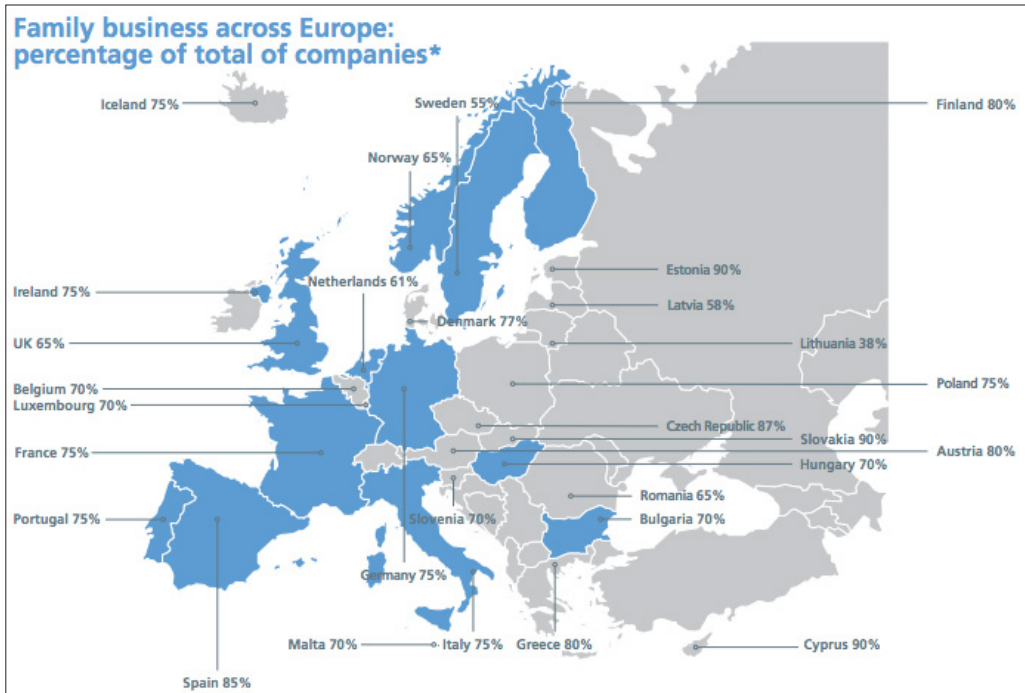 Family business across Europe:
percentage of total of companies*
Iceland 75%
Sweden 55%
Finland 80%
Norway 65%
Estonia 90%
Netherlands 61%
Ireland 75%
Latvia 58%
Denmark 77%
UK 65%
Lithuania 38%
Belgium 70%
Poland 75%
Luxembourg 70%
Czech Republic 87%
Slovakia 90%
France 75%
Austria 80%
Hungary 70%
Romania 65%
Portugal 75%
Slovenia 70%
Bulgaria 70%
Germany 75%
Malta 70%
Italy 75%
Greece 80%
Cyprus 90%
Spain 85%